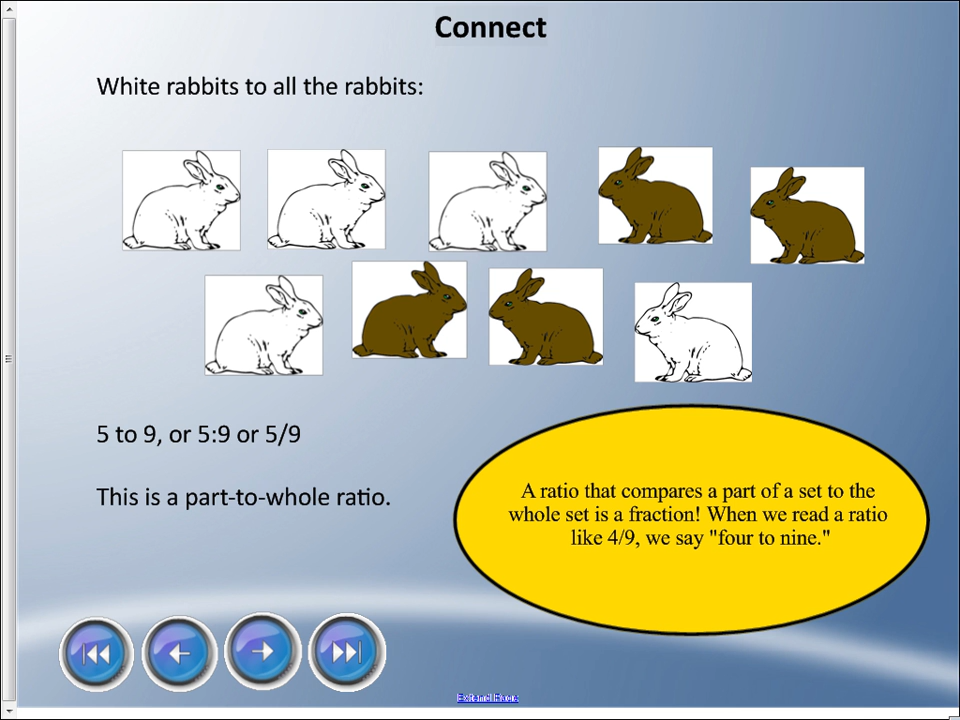 Connect
White rabbits to all the rabbits:
5 to 9, or 5:9 or 5/9
This is a part-to-whole ratio.
A ratio that compares a part of a set to the
whole set is a fraction! When we read a ratio
like 4/9, we say "four to nine."
Extend Page